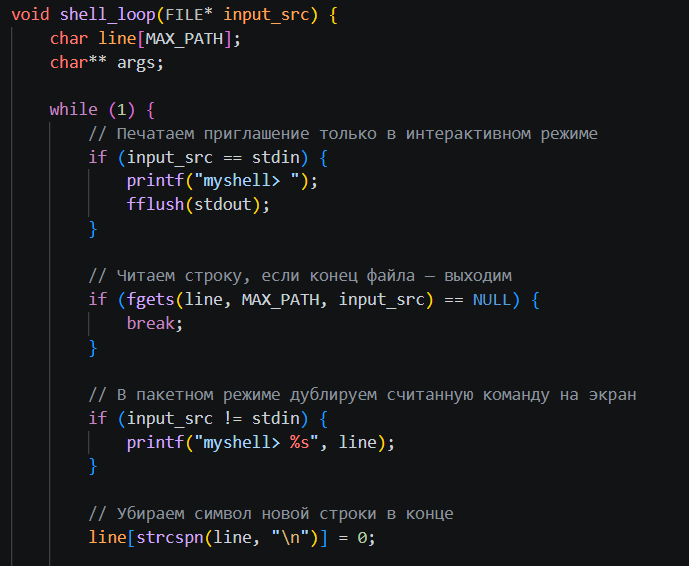 void shell_loop(FILE* input_src) {
    char line[MAX_PATH];
    char** args;

    while (1) {
        // Печатаем приглашение только в интерактивном режиме
        if (input_src == stdin) {
            printf("myshell> ");
            fflush(stdout);
        }

        // Читаем строку, если конец файла — выходим
        if (fgets(line, MAX_PATH, input_src) == NULL) {
            break;
        }

        // В пакетном режиме дублируем считанную команду на экран
        if (input_src != stdin) {
            printf("myshell> %s", line);
        }

        // Убираем символ новой строки в конце
        line[strcspn(line, "\n")] = 0;